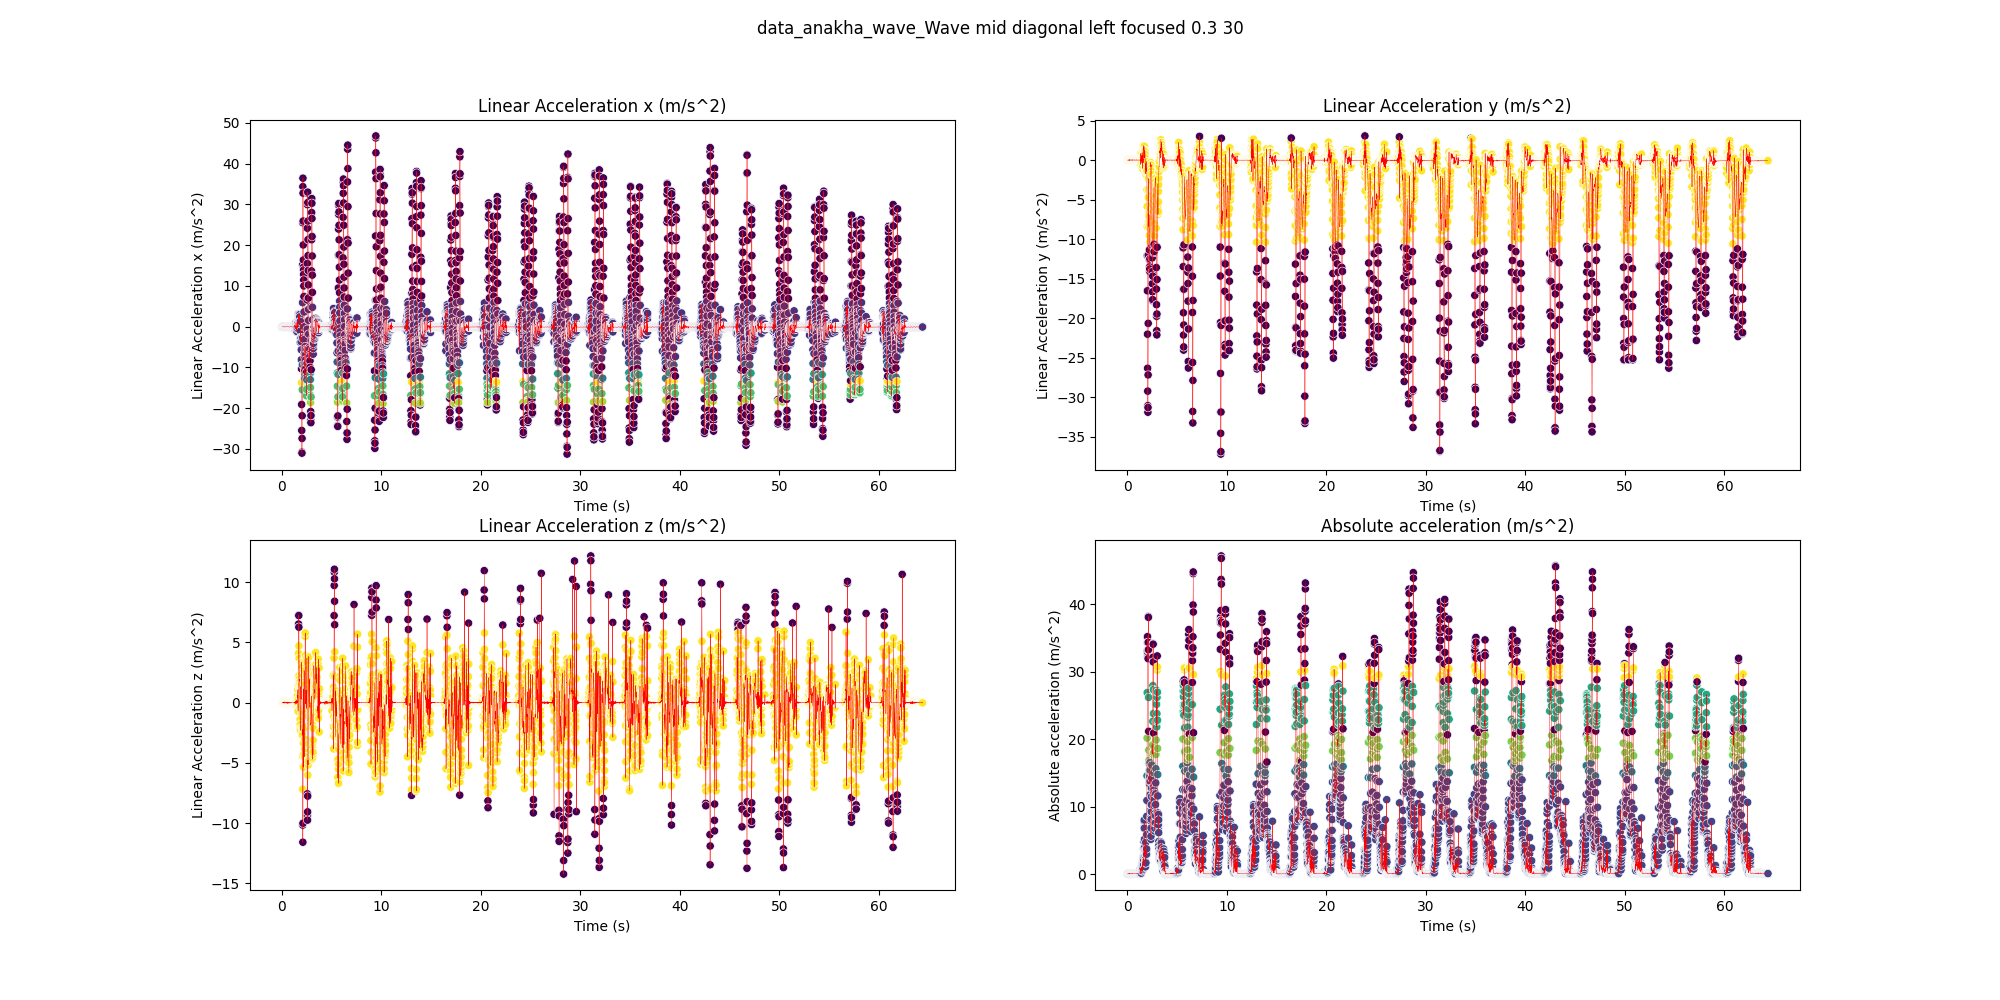 data_anakha_wave_Wave mid diagonal left focused 0.3 30
Linear Acceleration x (m/s^2)
Linear Acceleration x (m/s^2)
50
40
30
20
10
0
−10
−20
−30
0 10 20 30 40 50 60
Time (s)
Linear Acceleration y (m/s^2)
Linear Acceleration y (m/s^2)
5
0
−5
−10
−15
−20
−25
−30
−35
0 10 20 30 40 50 60
Time (s)
Linear Acceleration z (m/s^2)
Linear Acceleration z (m/s^2)
10
5
0
−5
−10
−15
0 10 20 30 40 50 60
Time (s)
Absolute acceleration (m/s^2)
Absolute acceleration (m/s^2)
40
30
20
10
0
0 10 20 30 40 50 60
Time (s)